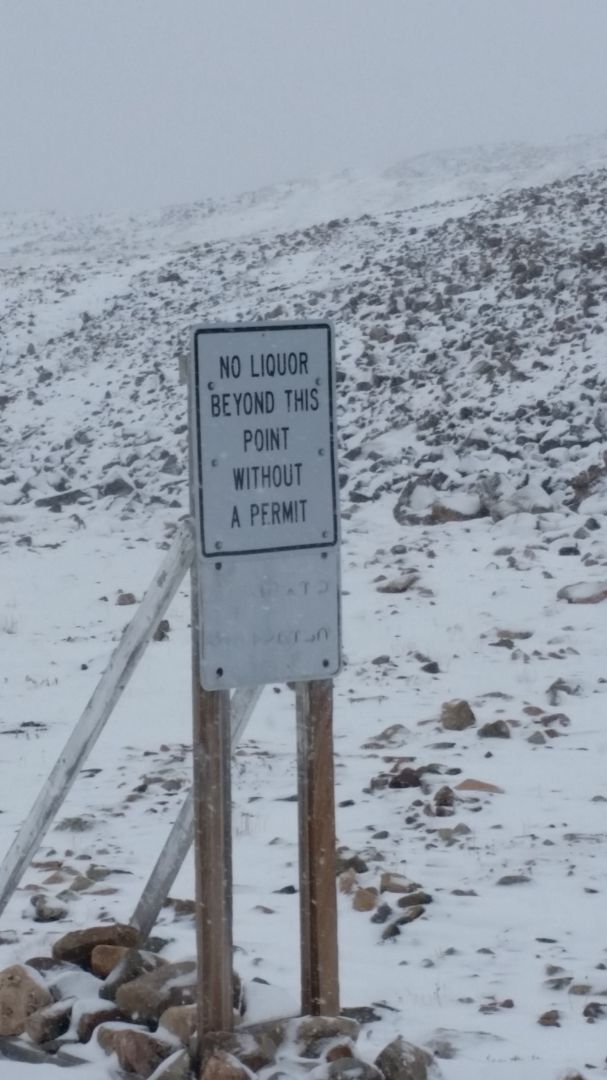 NO LIQUOR
BEYOND THIS
POINT
WITHOUT
A PERMIT